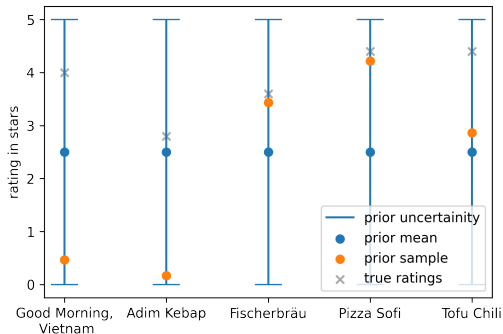 5
4
3
2
1
0
rating in stars
prior uncertainity
prior mean
prior sample
true ratings
Good Morning,
Vietnam
Adim Kebap
Fischerbräu
Pizza Sofi
Tofu Chili